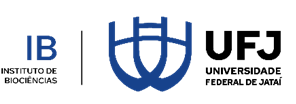 IB
INSTITUTO DE
BIOCIÊNCIAS
UFJ
UNIVERSIDADE
FEDERAL DE JATAÍ